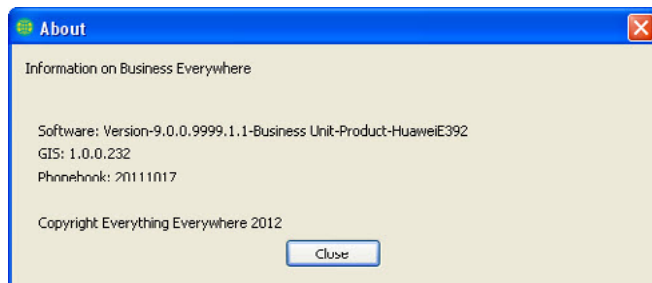 About
Information on Business Everywhere
Software: Version-9.0.0.9999.1.1-Business Unit-Product-HuaweiE392
GIS: 1.0.0.232
Phonebook: 20111017
Copyright Everything Everywhere 2012
Close